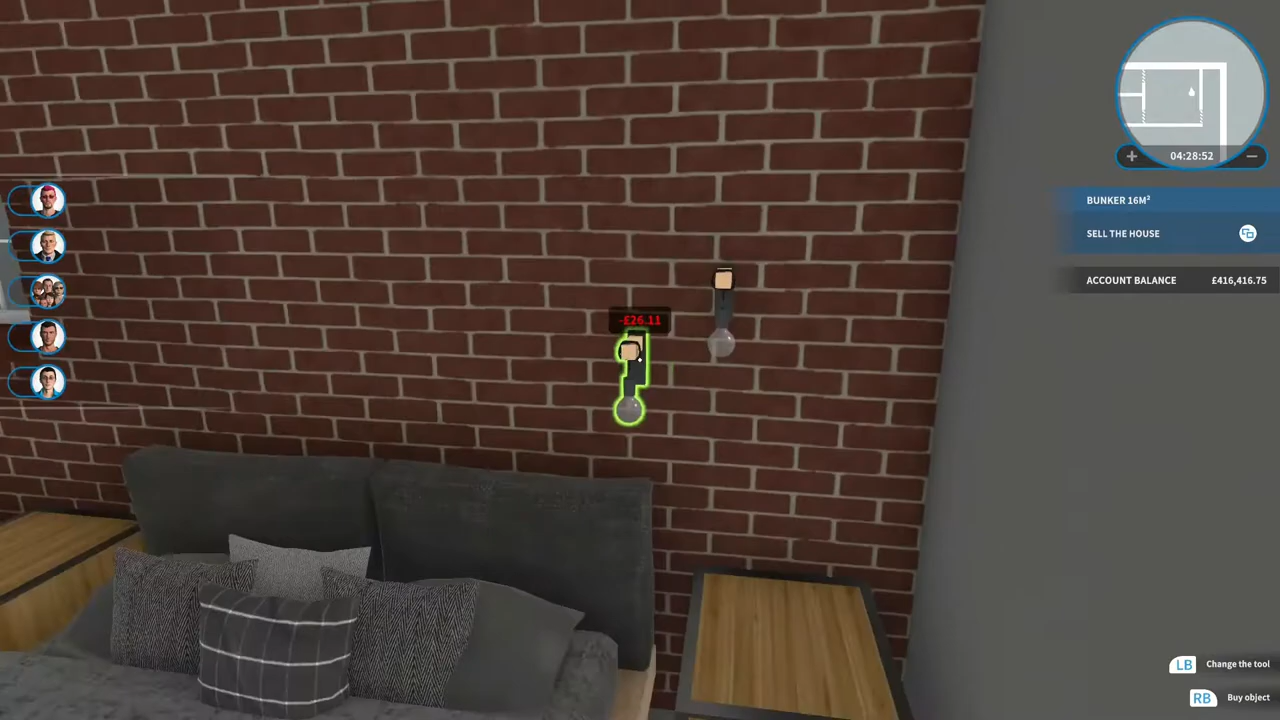 + 04:28:52 −
BUNKER 16M²
SELL THE HOUSE
ACCOUNT BALANCE £416,416.75
-£26.11
LB Change the tool
RB Buy object